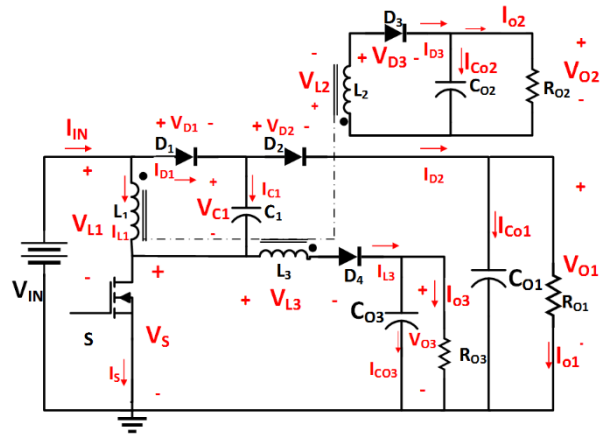 D3
IO2
- + VD3 - ID3
VL2 ICo2 + VO2 -
+ L2 CO2 RO2
IIN + VD1 - + VD2 -
+ D1 D2
ID1 + IC1 ID2 +
L1 VC1 C1
VL1 IL1 - ICo1
- + L3 D4 IL3
VIN + VL3 - + IO3 CO1 VO1
S VS CO3 VO3 RO1
IS ICO3 RO3 Io1 -
- -